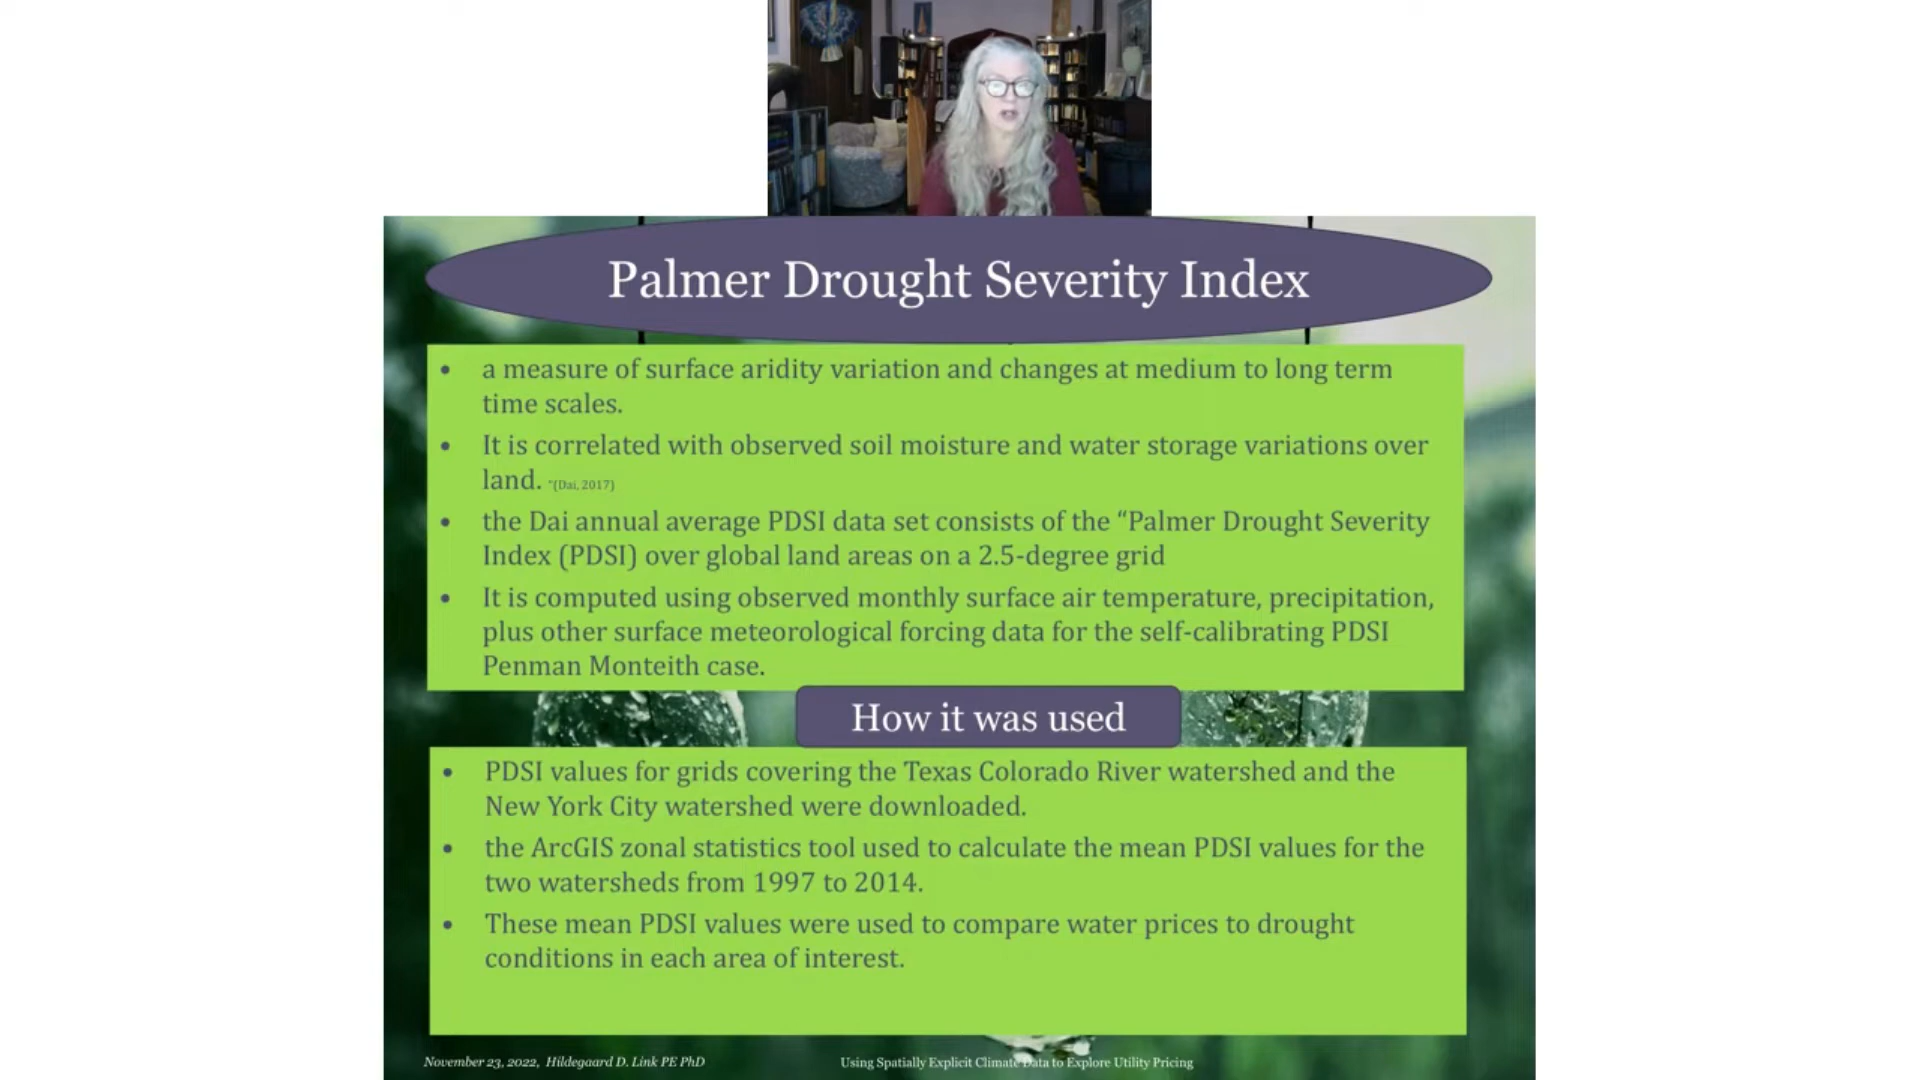 Palmer Drought Severity Index
• a measure of surface aridity variation and changes at medium to long term
time scales.
• It is correlated with observed soil moisture and water storage variations over
land. "(Dai, 2017)
• the Dai annual average PDSI data set consists of the “Palmer Drought Severity
Index (PDSI) over global land areas on a 2.5-degree grid
• It is computed using observed monthly surface air temperature, precipitation,
plus other surface meteorological forcing data for the self-calibrating PDSI
Penman Monteith case.
How it was used
• PDSI values for grids covering the Texas Colorado River watershed and the
New York City watershed were downloaded.
• the ArcGIS zonal statistics tool used to calculate the mean PDSI values for the
two watersheds from 1997 to 2014.
• These mean PDSI values were used to compare water prices to drought
conditions in each area of interest.
November 23, 2022, Hildegaard D. Link PE PhD
Using Spatially Explicit Climate Data to Explore Utility Pricing